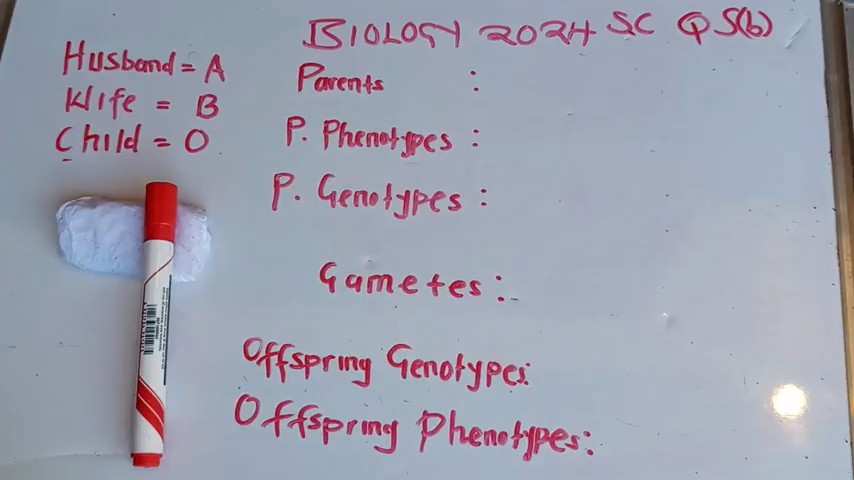 BIOLOGY 2024 SC Q5(b)
Husband = A
Wife = B
Child = O
Parents :
P. Phenotypes :
P. Genotypes :
Gametes :
Offspring Genotypes:
Offspring Phenotypes: